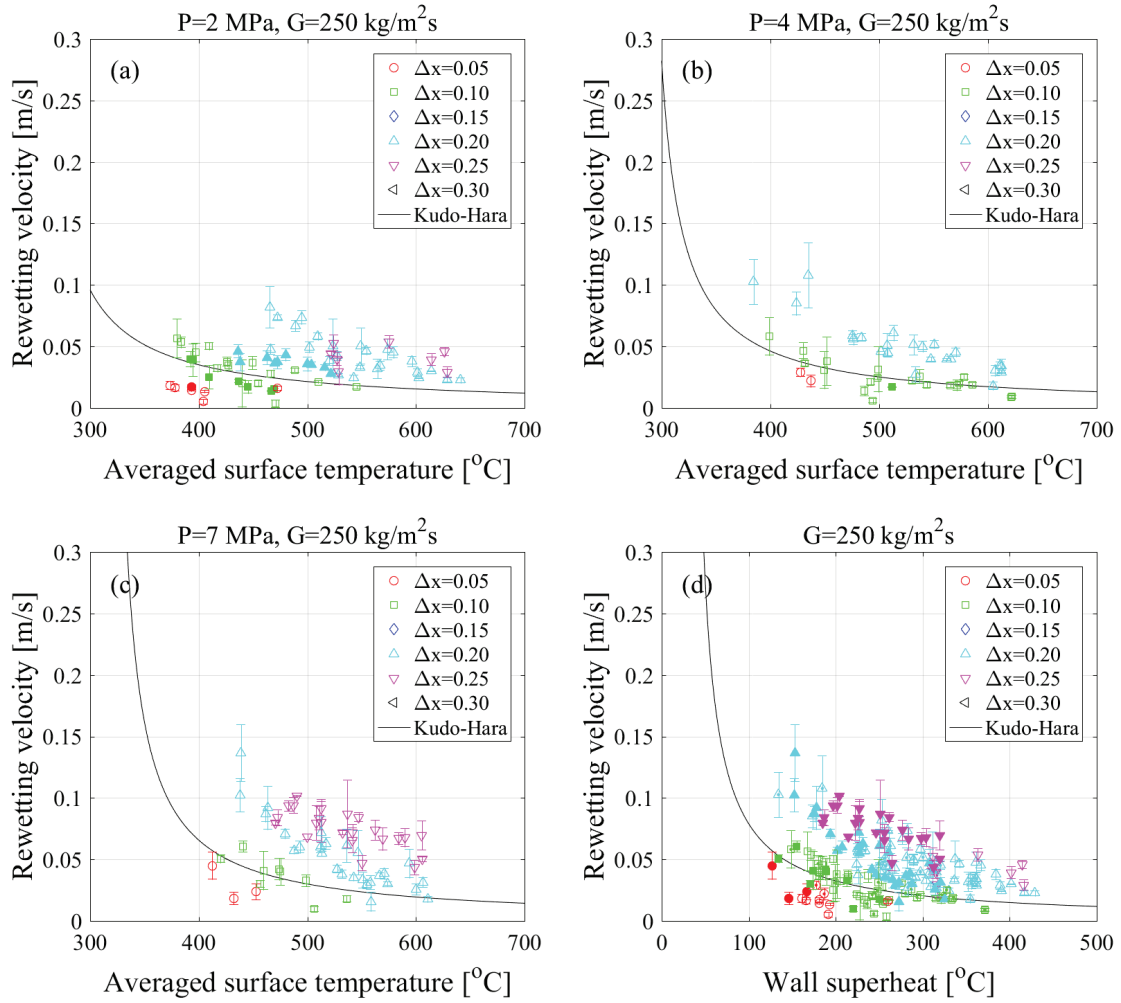 P=2 MPa, G=250 kg/m²s
(a)
0.3
0.25
0.2
0.15
0.1
0.05
0
Rewetting velocity [m/s]
Δx=0.05
Δx=0.10
Δx=0.15
Δx=0.20
Δx=0.25
Δx=0.30
Kudo-Hara
300 400 500 600 700
Averaged surface temperature [°C]
P=4 MPa, G=250 kg/m²s
(b)
0.3
0.25
0.2
0.15
0.1
0.05
0
Rewetting velocity [m/s]
Δx=0.05
Δx=0.10
Δx=0.15
Δx=0.20
Δx=0.25
Δx=0.30
Kudo-Hara
300 400 500 600 700
Averaged surface temperature [°C]
P=7 MPa, G=250 kg/m²s
(c)
0.3
0.25
0.2
0.15
0.1
0.05
0
Rewetting velocity [m/s]
Δx=0.05
Δx=0.10
Δx=0.15
Δx=0.20
Δx=0.25
Δx=0.30
Kudo-Hara
300 400 500 600 700
Averaged surface temperature [°C]
G=250 kg/m²s
(d)
0.3
0.25
0.2
0.15
0.1
0.05
0
Rewetting velocity [m/s]
Δx=0.05
Δx=0.10
Δx=0.15
Δx=0.20
Δx=0.25
Δx=0.30
Kudo-Hara
0 100 200 300 400 500
Wall superheat [°C]